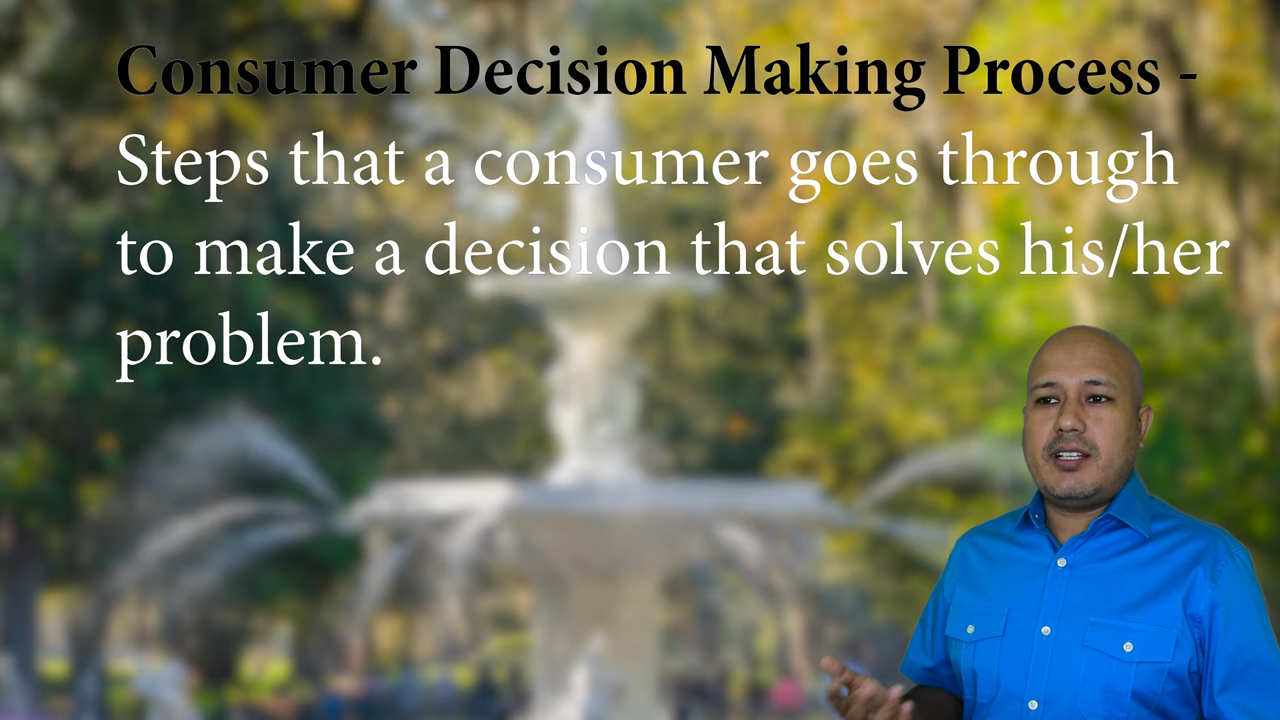 Consumer Decision Making Process -
Steps that a consumer goes through
to make a decision that solves his/her
problem.